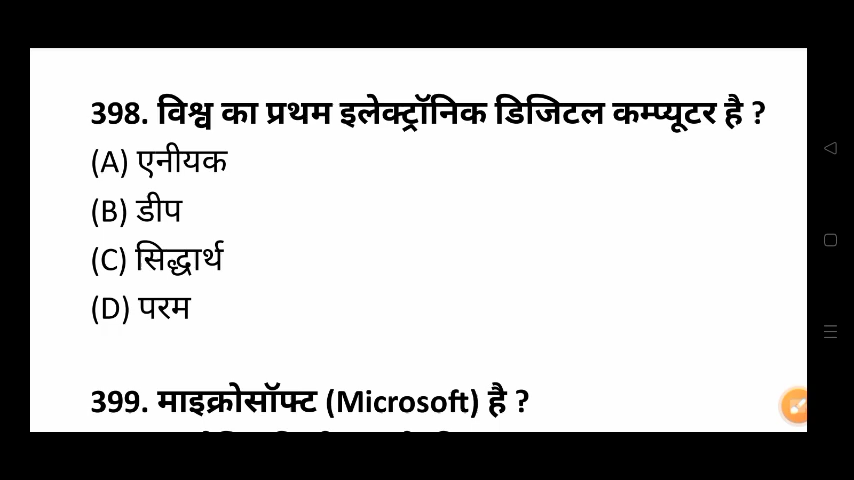 398. विश्व का प्रथम इलेक्ट्रॉनिक डिजिटल कम्प्यूटर है ?
(A) एनीयक
(B) डीप
(C) सिद्धार्थ
(D) परम
399. माइक्रोसॉफ्ट (Microsoft) है ?